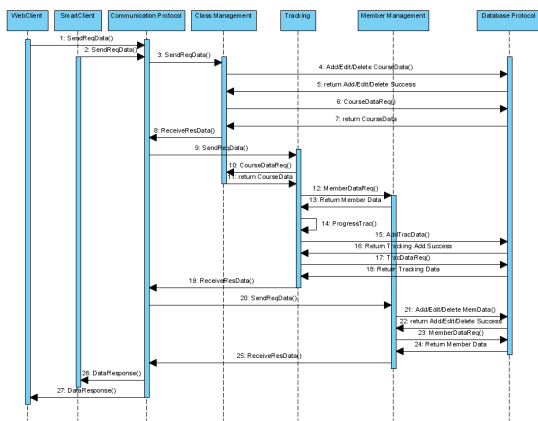 WebClient
SmartClient
Communication Protocol
Class Management
Tracking
Member Management
Database Protocol
1: SendReqData()
2: SendReqData()
3: SendReqData()
4: Add/Edit/Delete CourseData()
5: return Add/Edit/Delete Success
6: CourseDataReq()
7: return CourseData
8: ReceiveResData()
9: SendReqData()
10: CourseDataReq()
11: return CourseData
12: MemberDataReq()
13: Return Member Data
14: ProgressTrac()
15: AddTracData()
16: Return Tracking Add Success
17: TracDataReq()
18: Return Tracking Data
19: ReceiveResData()
20: SendReqData()
21: Add/Edit/Delete MemData()
22: return Add/Edit/Delete Success
23: MemberDataReq()
24: Return Member Data
25: ReceiveResData()
26: DataResponse()
27: DataResponse()